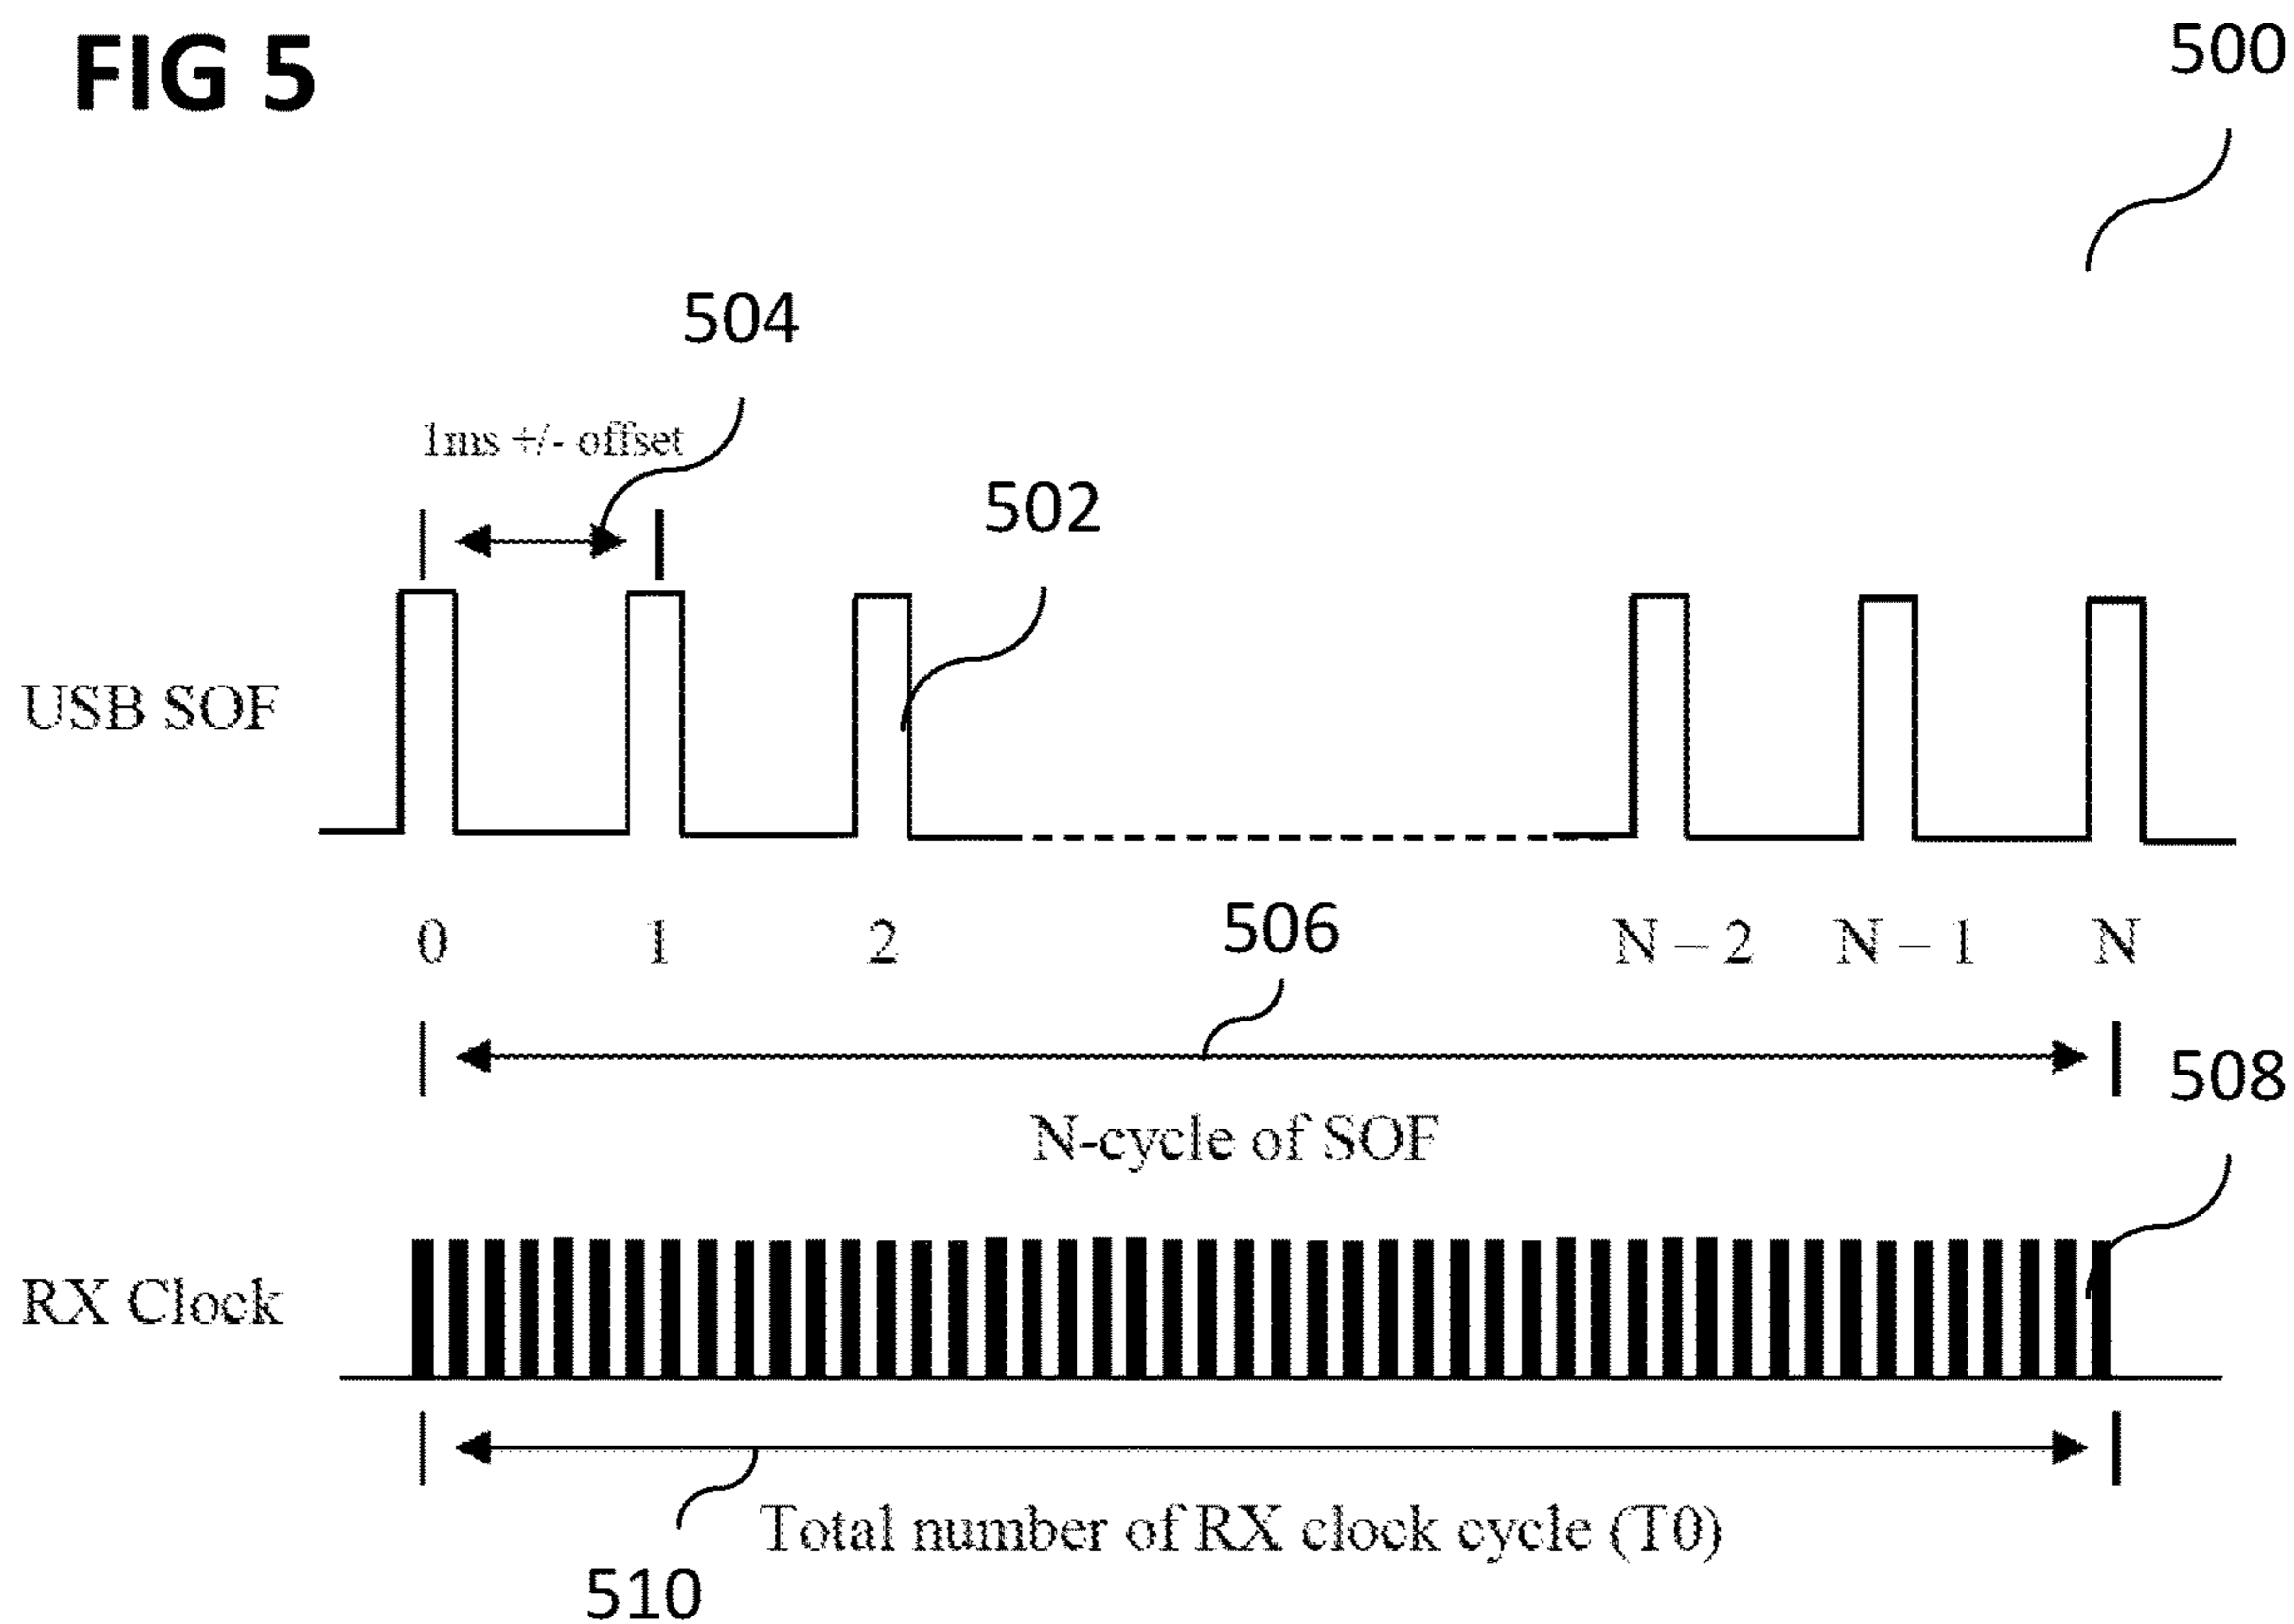 FIG 5
500
504
1ms +/- offset
502
USB SOF
0 1 2 N – 2 N – 1 N
506
508
N-cycle of SOF
RX Clock
Total number of RX clock cycle (T0)
510